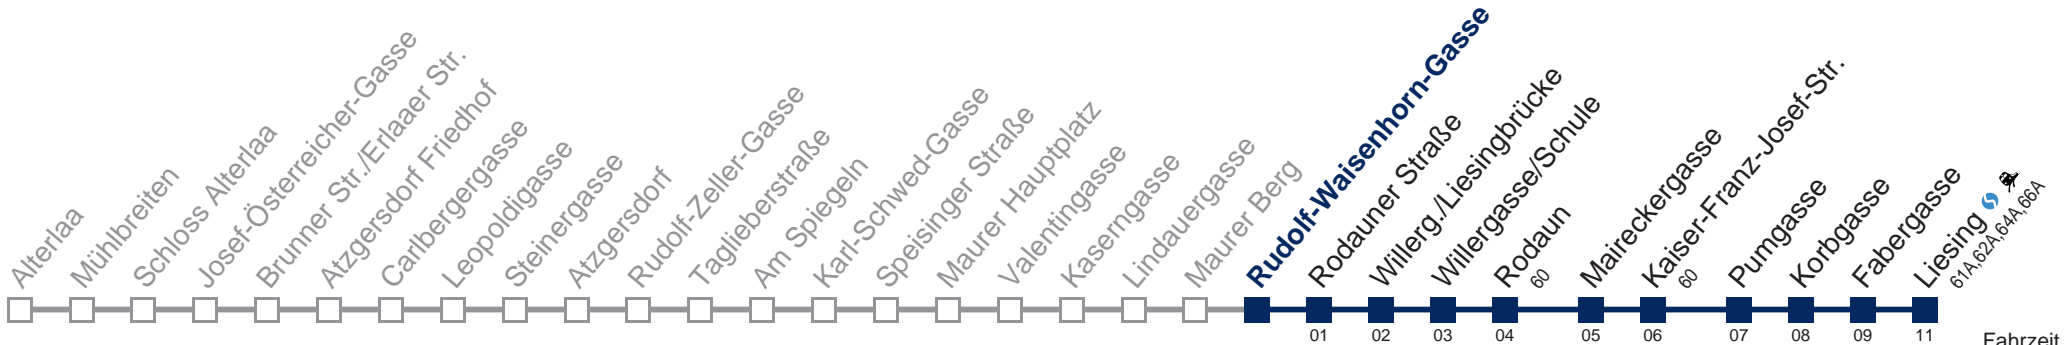 Alterlaa
Mühlbreiten
Schloss Alterlaa
Josef-Österreicher-Gasse
Brunner Str./Erlaaer Str.
Atzgersdorf Friedhof
Carlbergergasse
Leopoldigasse
Steinergasse
Atzgersdorf
Rudolf-Zeller-Gasse
Taglieberstraße
Am Spiegeln
Karl-Schwed-Gasse
Speisinger Straße
Maurer Hauptplatz
Valentingasse
Kaserngasse
Lindauergasse
Maurer Berg
Rudolf-Waisenhorn-Gasse
Rodauner Straße
Willerg./Liesingbrücke
Willergasse/Schule
Rodaun
60
Maireckergasse
Kaiser-Franz-Josef-Str.
60
Pumgasse
Korbgasse
Fabergasse
Liesing
61A,62A,64A,66A
01 02 03 04 05 06 07 08 09 11
Fahrzeit